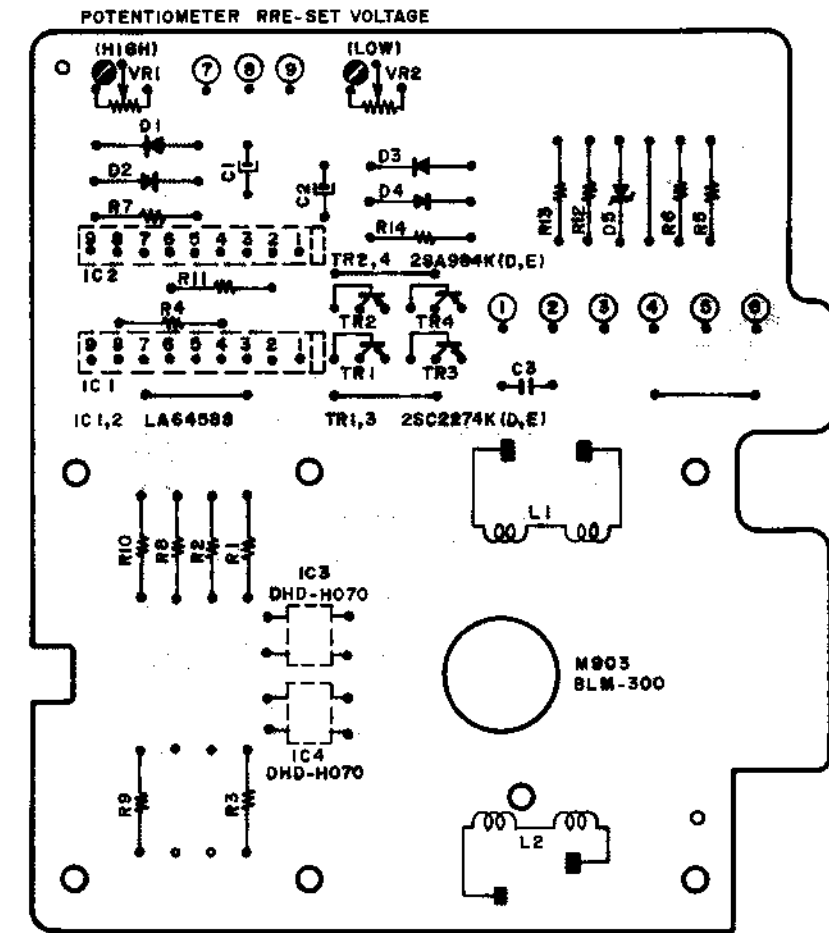 POTENTIOMETER RRE-SET VOLTAGE
(HIGH) (LOW)
VR1 7 8 9 VR2
D1
D2 C1 D3
C2 D4
R7 R14
R13 R12 D5 R6 R5
9 8 7 6 5 4 3 2 1
IC2 TR2,4 2SA984K(D,E)
R11
R4 TR2 TR4
1 2 3 4 5 6
9 8 7 6 5 4 3 2 1
IC1 TR1 TR3 C3
IC1,2 LA6458S TR1,3 2SC2274K(D,E)
L1
R10 R8 R2 R1
IC3
DHD-H070
M903
BLM-300
IC4
DHD-H070
R9 R3
L2